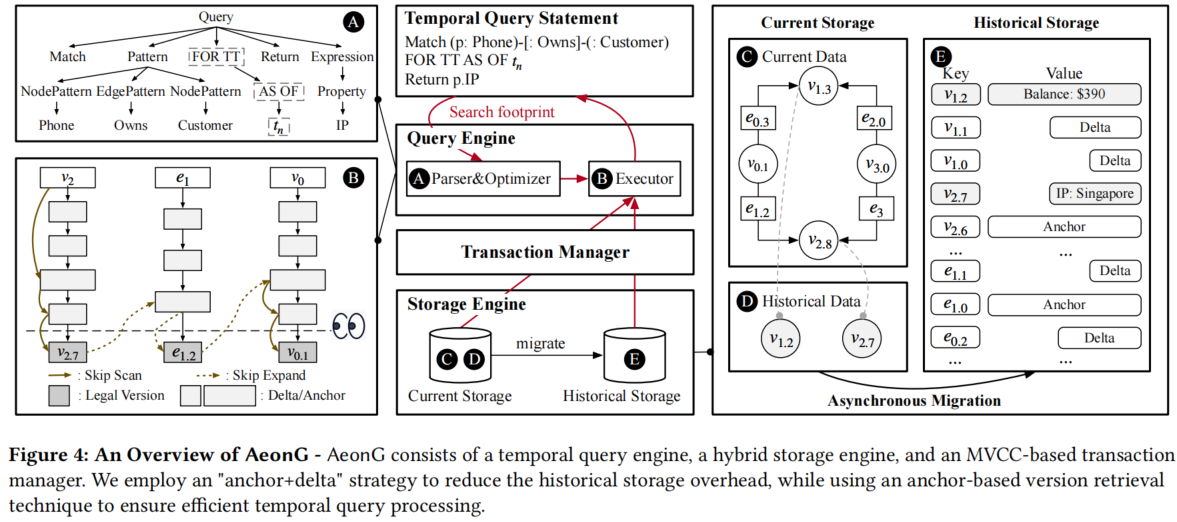 Query
A
Match Pattern FOR TT Return Expression
NodePattern EdgePattern NodePattern AS OF Property
Phone Owns Customer tₙ IP
v₂ e₁ v₀
B
v₂.₇ e₁.₂ v₀.₁
: Skip Scan : Skip Expand
: Legal Version : Delta/Anchor
Temporal Query Statement
Match (p: Phone)-[: Owns]-(: Customer)
FOR TT AS OF tₙ
Return p.IP
Search footprint
Query Engine
A Parser&Optimizer B Executor
Transaction Manager
Storage Engine
migrate
C D E
Current Storage Historical Storage
Current Storage Historical Storage
C Current Data
v₁.₃
e₀.₃ e₂.₀
v₀.₁ v₃.₀
e₁.₂ e₃
v₂.₈
D Historical Data
v₁.₂ v₂.₇
E
Key Value
v₁.₂ Balance: $390
v₁.₁ Delta
v₁.₀ Delta
v₂.₇ IP: Singapore
v₂.₆ Anchor
... ...
e₁.₁ Delta
e₁.₀ Anchor
e₀.₂ Delta
... ...
Asynchronous Migration
Figure 4: An Overview of AeonG - AeonG consists of a temporal query engine, a hybrid storage engine, and an MVCC-based transaction
manager. We employ an "anchor+delta" strategy to reduce the historical storage overhead, while using an anchor-based version retrieval
technique to ensure efficient temporal query processing.